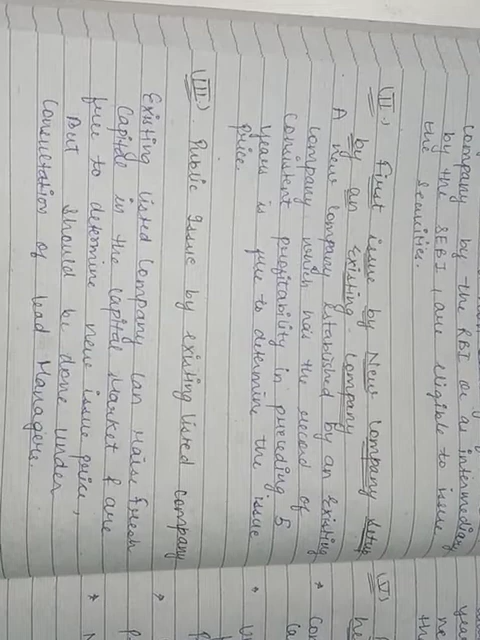 company by the RBI or as intermediary
by the SEBI, are eligible to issue
the securities.
(II.) First issue by New company setup
by an existing company
A new company established by an existing
company which has the record of
consistent profitability in preceding 5
years is free to determine the issue
price.
(III.) Public issue by existing listed company
Existing listed company can raise fresh
capital in the capital market & are
free to determine new issue price,
But should be done under
consultation of lead managers.
(V)